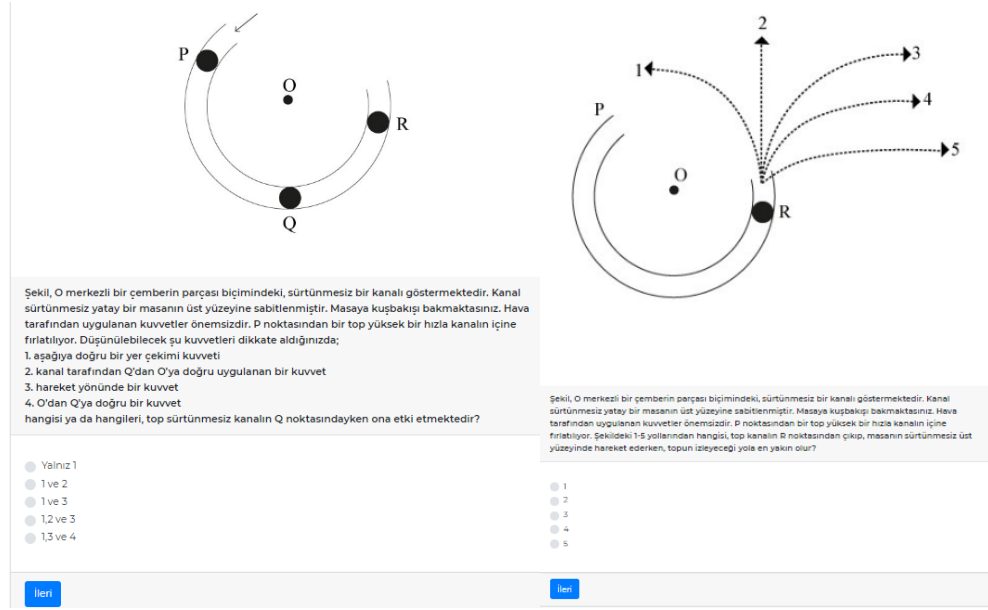 P
O
R
Q
Şekil, O merkezli bir çemberin parçası biçimindeki, sürtünmesiz bir kanalı göstermektedir. Kanal
sürtünmesiz yatay bir masanın üst yüzeyine sabitlenmiştir. Masaya kuşbakışı bakmaktasınız. Hava
tarafından uygulanan kuvvetler önemsizdir. P noktasından bir top yüksek bir hızla kanalın içine
fırlatılıyor. Düşünülebilecek şu kuvvetleri dikkate aldığınızda;
1. aşağıya doğru bir yer çekimi kuvveti
2. kanal tarafından Q'dan O'ya doğru uygulanan bir kuvvet
3. hareket yönünde bir kuvvet
4. O'dan Q'ya doğru bir kuvvet
hangisi ya da hangileri, top sürtünmesiz kanalın Q noktasındayken ona etki etmektedir?
Yalnız 1
1 ve 2
1 ve 3
1,2 ve 3
1,3 ve 4
İleri
2
1
3
4
5
P
O
R
Şekil, O merkezli bir çemberin parçası biçimindeki, sürtünmesiz bir kanalı göstermektedir. Kanal
sürtünmesiz yatay bir masanın üst yüzeyine sabitlenmiştir. Masaya kuşbakışı bakmaktasınız. Hava
tarafından uygulanan kuvvetler önemsizdir. P noktasından bir top yüksek bir hızla kanalın içine
fırlatılıyor. Şekildeki 1-5 yollarından hangisi, top kanalın R noktasından çıkıp, masanın sürtünmesiz üst
yüzeyinde hareket ederken, topun izleyeceği yola en yakın olur?
1
2
3
4
5
İleri